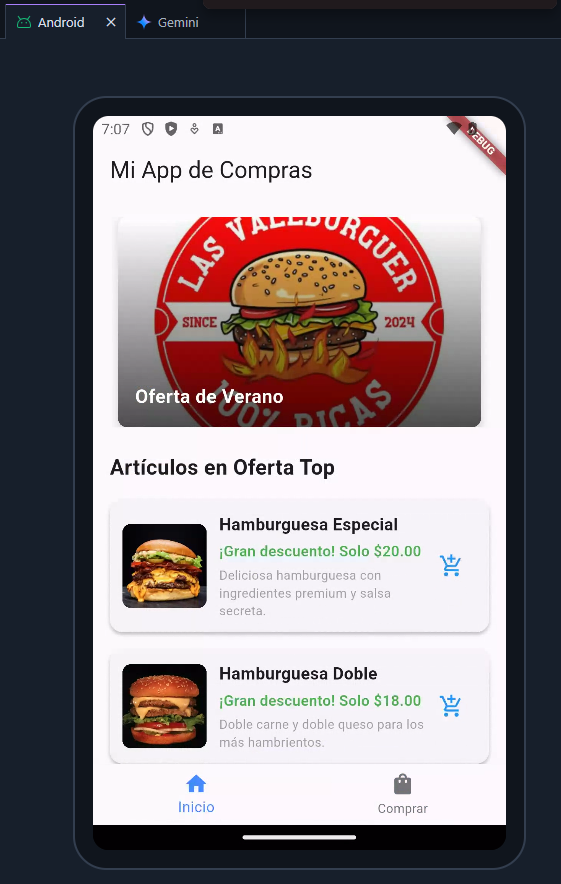 Android
Gemini
7:07
DEBUG
Mi App de Compras
LAS VALLBURGUER
SINCE
2024
100% RICAS
Oferta de Verano
Artículos en Oferta Top
Hamburguesa Especial
¡Gran descuento! Solo $20.00
Deliciosa hamburguesa con
ingredientes premium y salsa
secreta.
Hamburguesa Doble
¡Gran descuento! Solo $18.00
Doble carne y doble queso para los
más hambrientos.
Inicio
Comprar